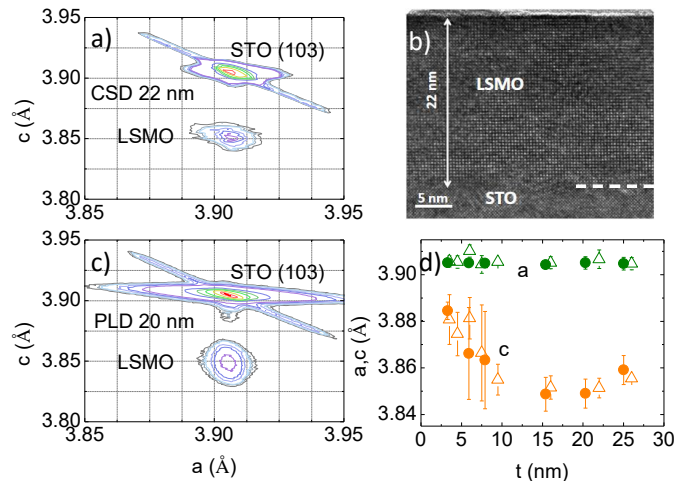 a)
3.95
3.90
3.85
3.80
c (Å)
STO (103)
CSD 22 nm
LSMO
3.85
3.90
3.95
b)
22 nm
LSMO
5 nm
STO
c)
3.95
3.90
3.85
3.80
c (Å)
STO (103)
PLD 20 nm
LSMO
3.85
3.90
3.95
a (Å)
d)
3.90
3.88
3.86
3.84
a,c (Å)
a
c
0
5
10
15
20
25
30
t (nm)